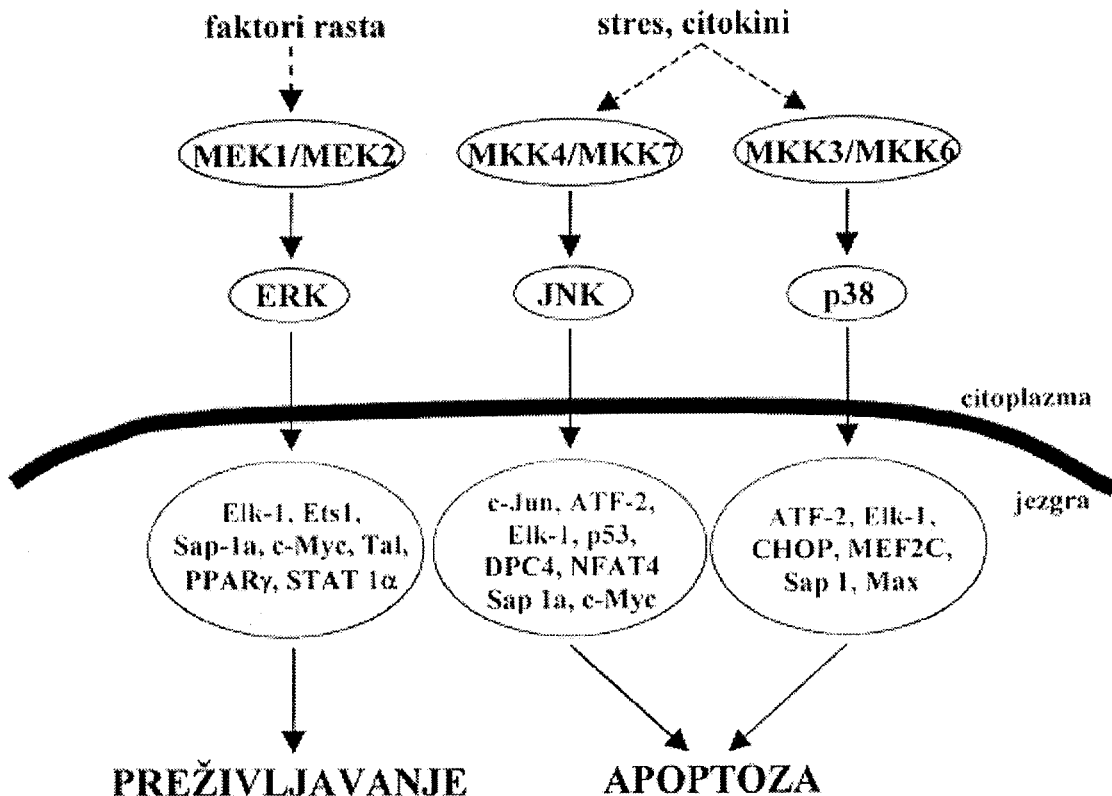 faktori rasta
stres, citokini
MEK1/MEK2
MKK4/MKK7
MKK3/MKK6
ERK
JNK
p38
citoplazma
jezgra
Elk-1, Ets1,
Sap-1a, c-Myc, Tal,
PPARγ, STAT 1α
c-Jun, ATF-2,
Elk-1, p53,
DPC4, NFAT4
Sap 1a, c-Myc
ATF-2, Elk-1,
CHOP, MEF2C,
Sap 1, Max
PREŽIVLJAVANJE
APOPTOZA